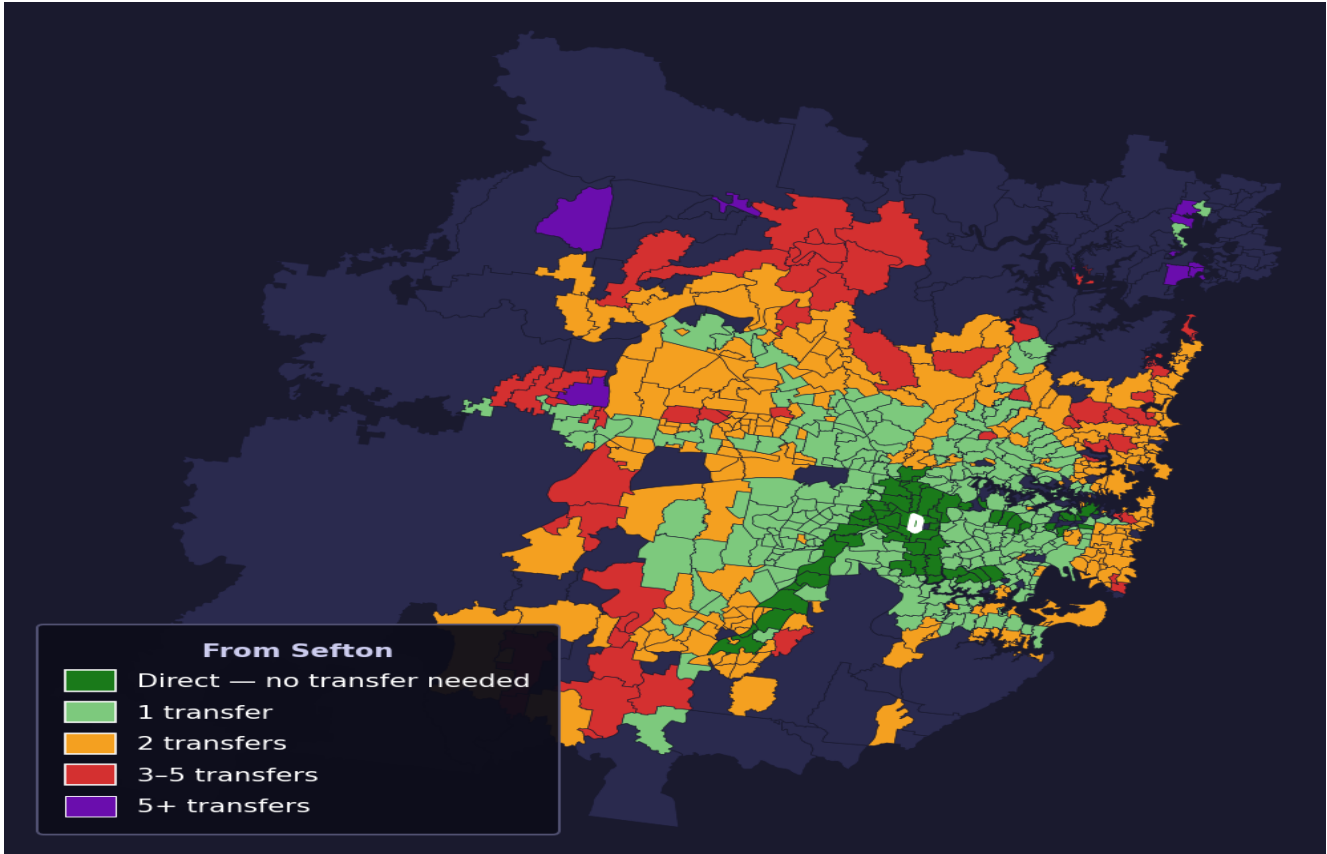 From Sefton
Direct — no transfer needed
1 transfer
2 transfers
3–5 transfers
5+ transfers